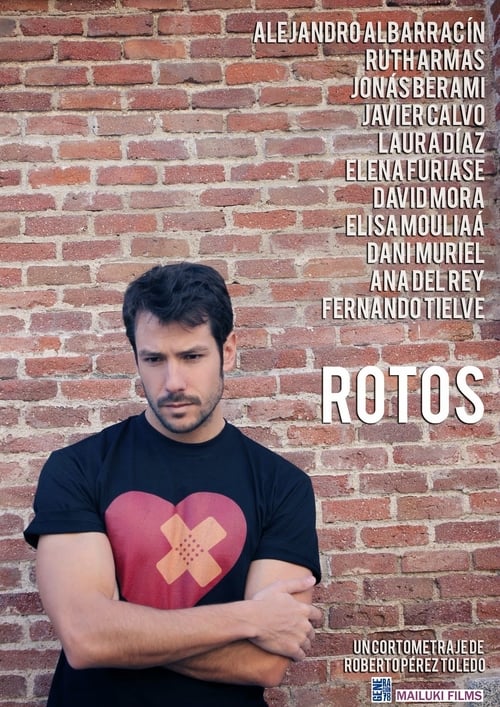 ALEJANDRO ALBARRACÍN
RUTH ARMAS
JONÁS BERAMI
JAVIER CALVO
LAURA DÍAZ
ELENA FURIASE
DAVID MORA
ELISA MOULIAÁ
DANI MURIEL
ANA DEL REY
FERNANDO TIELVE
ROTOS
UN CORTOMETRAJE DE
ROBERTO PÉREZ TOLEDO
MAILUKI FILMS